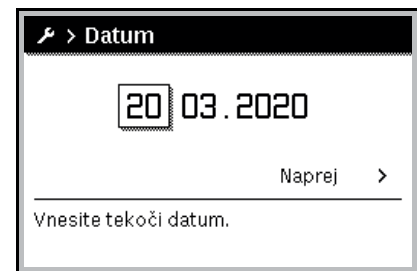 > Datum
20 03 . 2020
Naprej >
Vnesite tekoči datum.